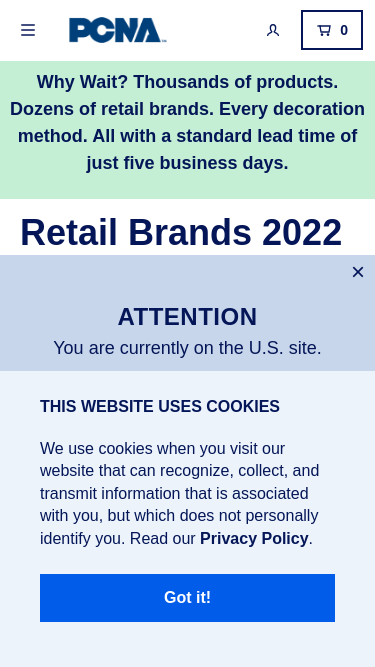 PCNA
0
Why Wait? Thousands of products.
Dozens of retail brands. Every decoration
method. All with a standard lead time of
just five business days.
Retail Brands 2022
ATTENTION
You are currently on the U.S. site.
THIS WEBSITE USES COOKIES
We use cookies when you visit our
website that can recognize, collect, and
transmit information that is associated
with you, but which does not personally
identify you. Read our Privacy Policy.
Got it!